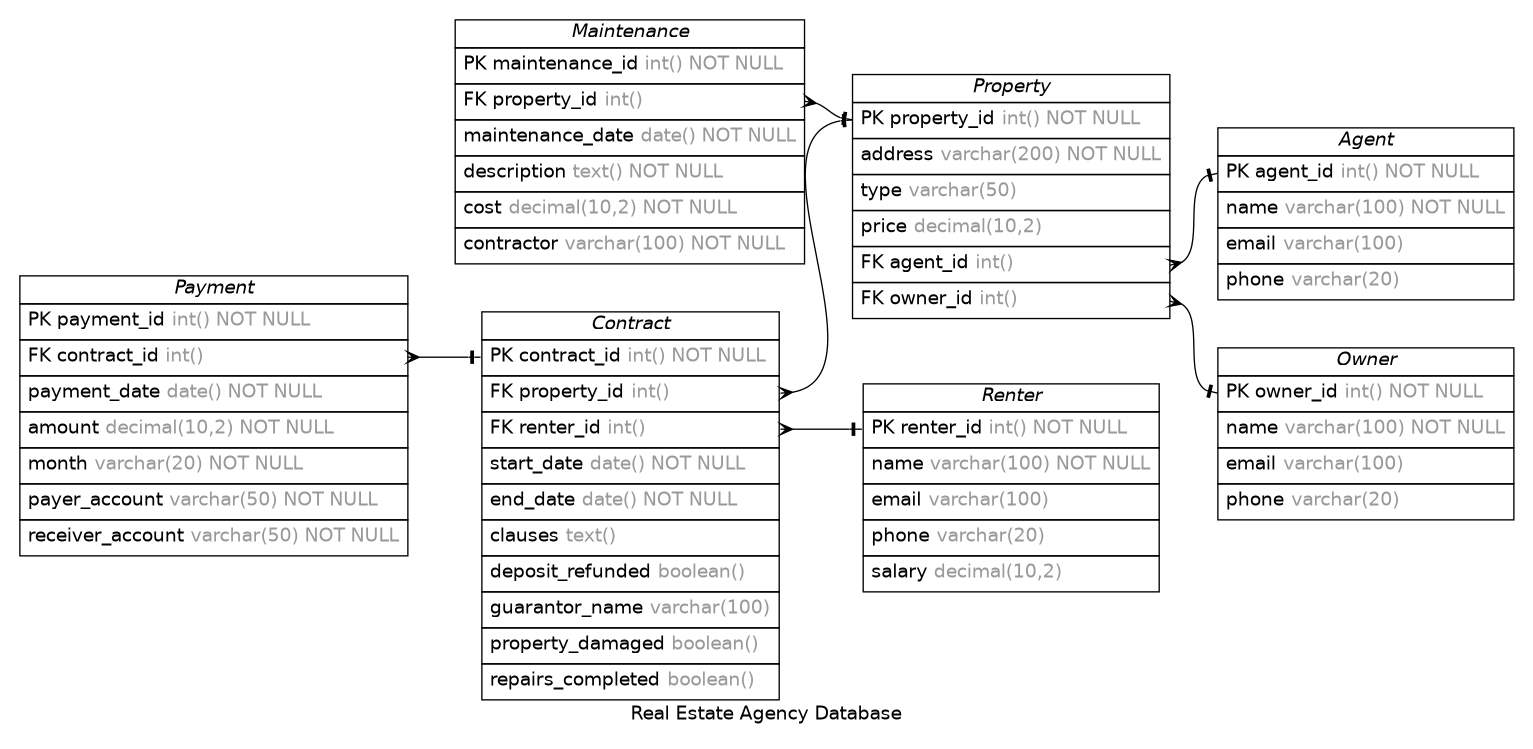 Maintenance
PK maintenance_id int() NOT NULL
FK property_id int()
maintenance_date date() NOT NULL
description text() NOT NULL
cost decimal(10,2) NOT NULL
contractor varchar(100) NOT NULL
Property
PK property_id int() NOT NULL
address varchar(200) NOT NULL
type varchar(50)
price decimal(10,2)
FK agent_id int()
FK owner_id int()
Agent
PK agent_id int() NOT NULL
name varchar(100) NOT NULL
email varchar(100)
phone varchar(20)
Payment
PK payment_id int() NOT NULL
FK contract_id int()
payment_date date() NOT NULL
amount decimal(10,2) NOT NULL
month varchar(20) NOT NULL
payer_account varchar(50) NOT NULL
receiver_account varchar(50) NOT NULL
Contract
PK contract_id int() NOT NULL
FK property_id int()
FK renter_id int()
start_date date() NOT NULL
end_date date() NOT NULL
clauses text()
deposit_refunded boolean()
guarantor_name varchar(100)
property_damaged boolean()
repairs_completed boolean()
Renter
PK renter_id int() NOT NULL
name varchar(100) NOT NULL
email varchar(100)
phone varchar(20)
salary decimal(10,2)
Owner
PK owner_id int() NOT NULL
name varchar(100) NOT NULL
email varchar(100)
phone varchar(20)
Real Estate Agency Database